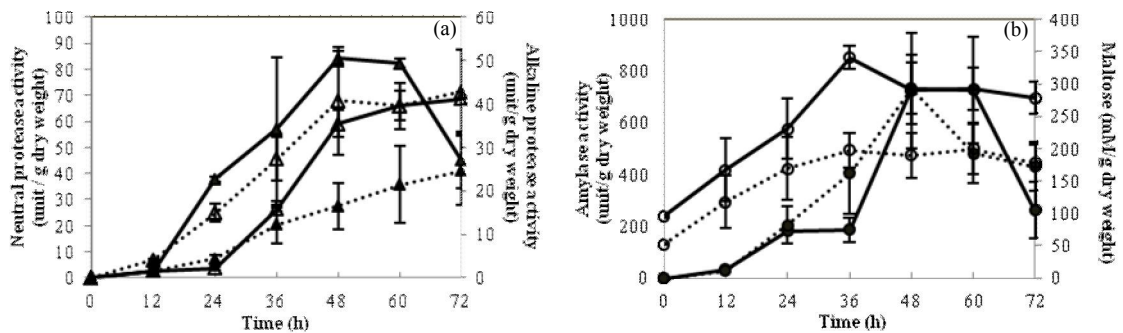 (a)
Neutral protease activity
(unit / g dry weight)
100
90
80
70
60
50
40
30
20
10
0
60
50
40
30
20
10
0
Alkaline protease activity
(unit/g dry weight)
0 12 24 36 48 60 72
Time (h)
(b)
Amylase activity
(unit/g dry weight)
1000
800
600
400
200
0
400
350
300
250
200
150
100
50
0
Maltose (mM/g dry weight)
0 12 24 36 48 60 72
Time (h)